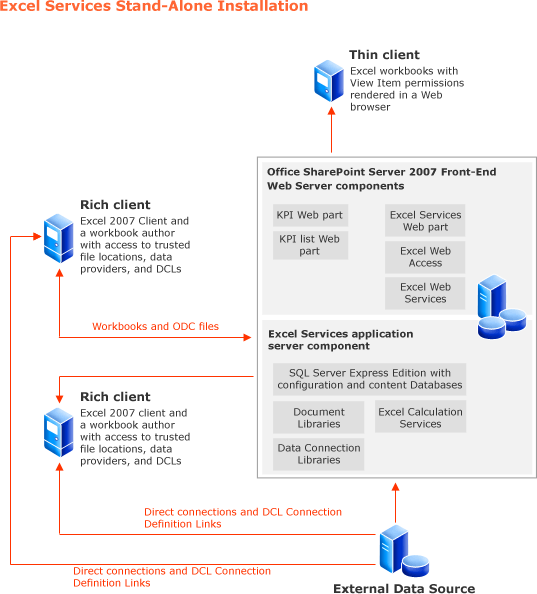 Excel Services Stand-Alone Installation
Thin client
Excel workbooks with
View Item permissions
rendered in a Web
browser
Office SharePoint Server 2007 Front-End
Web Server components
KPI Web part
KPI list Web
part
Excel Services
Web part
Excel Web
Access
Excel Web
Services
Rich client
Excel 2007 Client and
a workbook author
with access to trusted
file locations, data
providers, and DCLs
Workbooks and ODC files
Excel Services application
server component
SQL Server Express Edition with
configuration and content Databases
Document
Libraries
Excel Calculation
Services
Data Connection
Libraries
Rich client
Excel 2007 client and
a workbook author
with access to trusted
file locations, data
providers, and DCLs
Direct connections and DCL Connection
Definition Links
Direct connections and DCL Connection
Definition Links
External Data Source